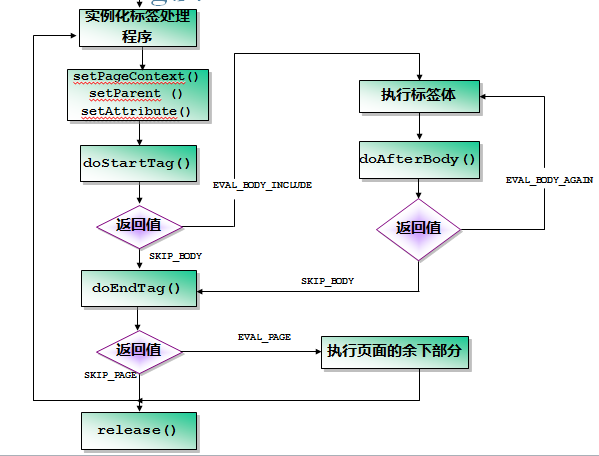 实例化标签处理
程序
setPageContext()
setParent ()
setAttribute()
执行标签体
doStartTag()
doAfterBody()
EVAL_BODY_INCLUDE
EVAL_BODY_AGAIN
返回值
返回值
SKIP_BODY
SKIP_BODY
doEndTag()
EVAL_PAGE
返回值
执行页面的余下部分
SKIP_PAGE
release()